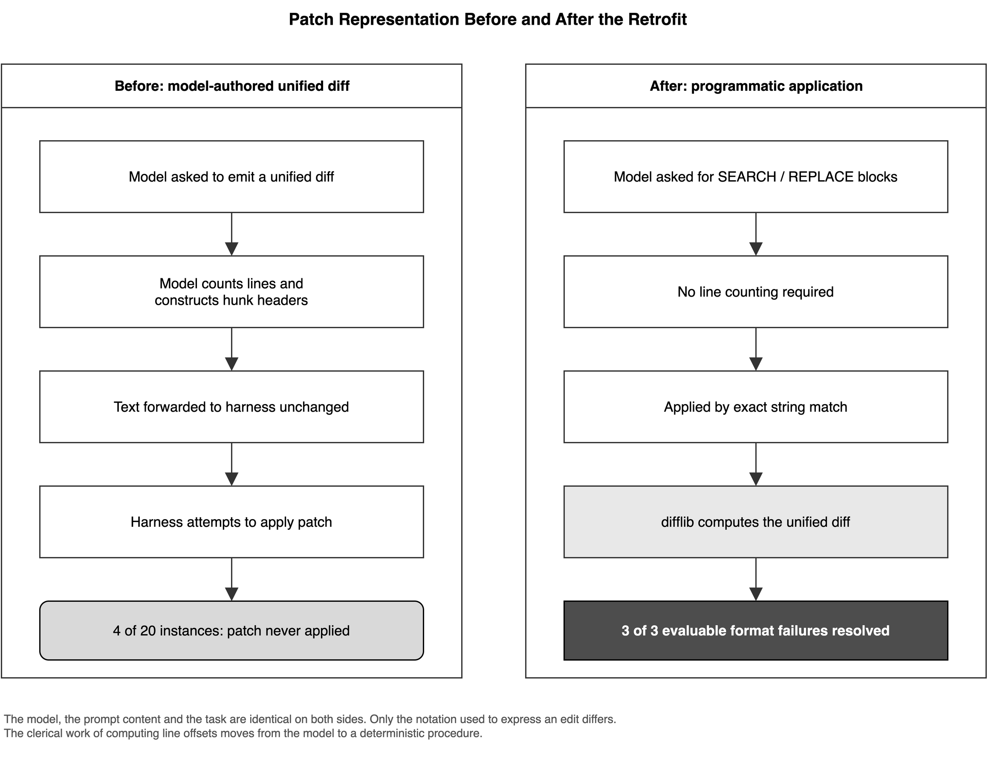 Patch Representation Before and After the Retrofit
Before: model-authored unified diff
Model asked to emit a unified diff
Model counts lines and
constructs hunk headers
Text forwarded to harness unchanged
Harness attempts to apply patch
4 of 20 instances: patch never applied
After: programmatic application
Model asked for SEARCH / REPLACE blocks
No line counting required
Applied by exact string match
difflib computes the unified diff
3 of 3 evaluable format failures resolved
The model, the prompt content and the task are identical on both sides. Only the notation used to express an edit differs.
The clerical work of computing line offsets moves from the model to a deterministic procedure.